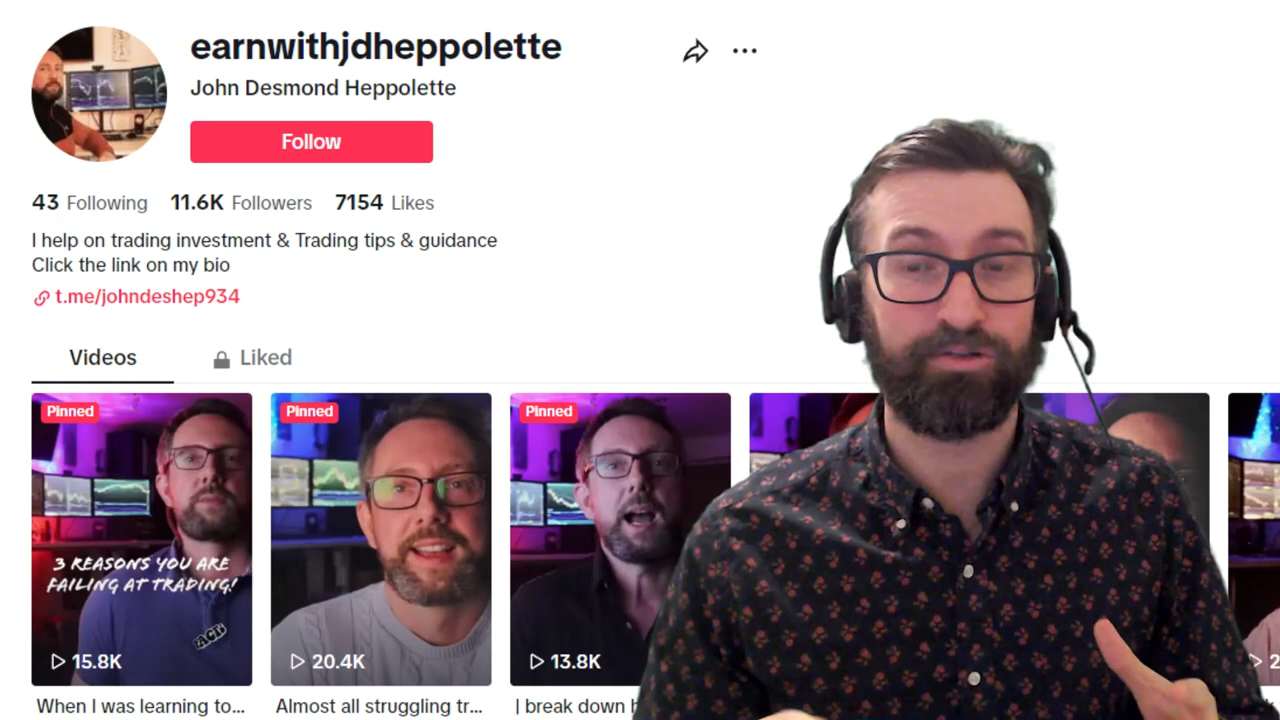 earnwithjdheppolette
John Desmond Heppolette
Follow
43 Following 11.6K Followers 7154 Likes
I help on trading investment & Trading tips & guidance
Click the link on my bio
t.me/johndeshep934
Videos Liked
Pinned Pinned Pinned
3 REASONS YOU ARE
FAILING AT TRADING!
FACTS
15.8K 20.4K 13.8K
When I was learning to... Almost all struggling tr... I break down